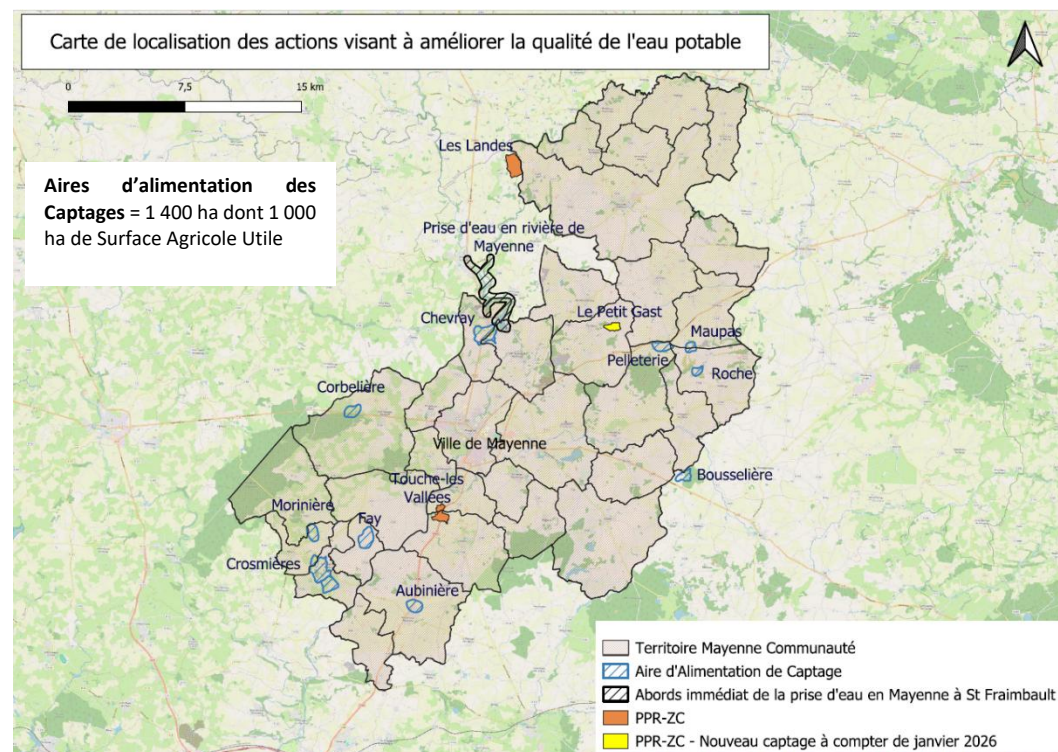 Carte de localisation des actions visant à améliorer la qualité de l'eau potable
0 7,5 15 km
Les Landes
Aires d'alimentation des
Captages = 1 400 ha dont 1 000
ha de Surface Agricole Utile
Prise d'eau en rivière de
Mayenne
Chevray
Le Petit Gast
Maupas
Pelleterie
Roche
Corbelière
Ville de Mayenne
Bousselière
Touche-les
Vallées
Morinière
Fay
Crosmières
Aubinière
Territoire Mayenne Communauté
Aire d'Alimentation de Captage
Abords immédiat de la prise d'eau en Mayenne à St Fraimbault
PPR-ZC
PPR-ZC - Nouveau captage à compter de janvier 2026